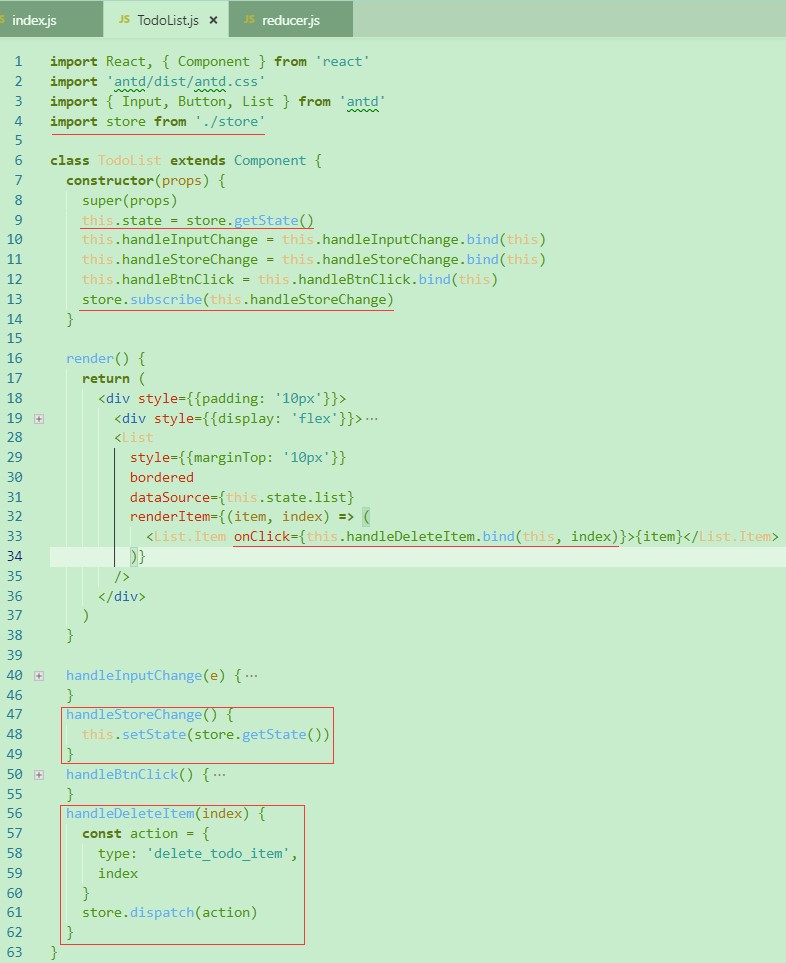 index.js JS TodoList.js × JS reducer.js
1 import React, { Component } from 'react'
2 import 'antd/dist/antd.css'
3 import { Input, Button, List } from 'antd'
4 import store from './store'
5
6 class TodoList extends Component {
7 constructor(props) {
8 super(props)
9 this.state = store.getState()
10 this.handleInputChange = this.handleInputChange.bind(this)
11 this.handleStoreChange = this.handleStoreChange.bind(this)
12 this.handleBtnClick = this.handleBtnClick.bind(this)
13 store.subscribe(this.handleStoreChange)
14 }
15
16 render() {
17 return (
18 <div style={{padding: '10px'}}>
19 <div style={{display: 'flex'}}>…
28 <List
29 style={{marginTop: '10px'}}
30 bordered
31 dataSource={this.state.list}
32 renderItem={(item, index) => (
33 <List.Item onClick={this.handleDeleteItem.bind(this, index)}>{item}</List.Item>
34 )}
35 />
36 </div>
37 )
38 }
39
40 handleInputChange(e) {…
46 }
47 handleStoreChange() {
48 this.setState(store.getState())
49 }
50 handleBtnClick() {…
55 }
56 handleDeleteItem(index) {
57 const action = {
58 type: 'delete_todo_item',
59 index
60 }
61 store.dispatch(action)
62 }
63 }